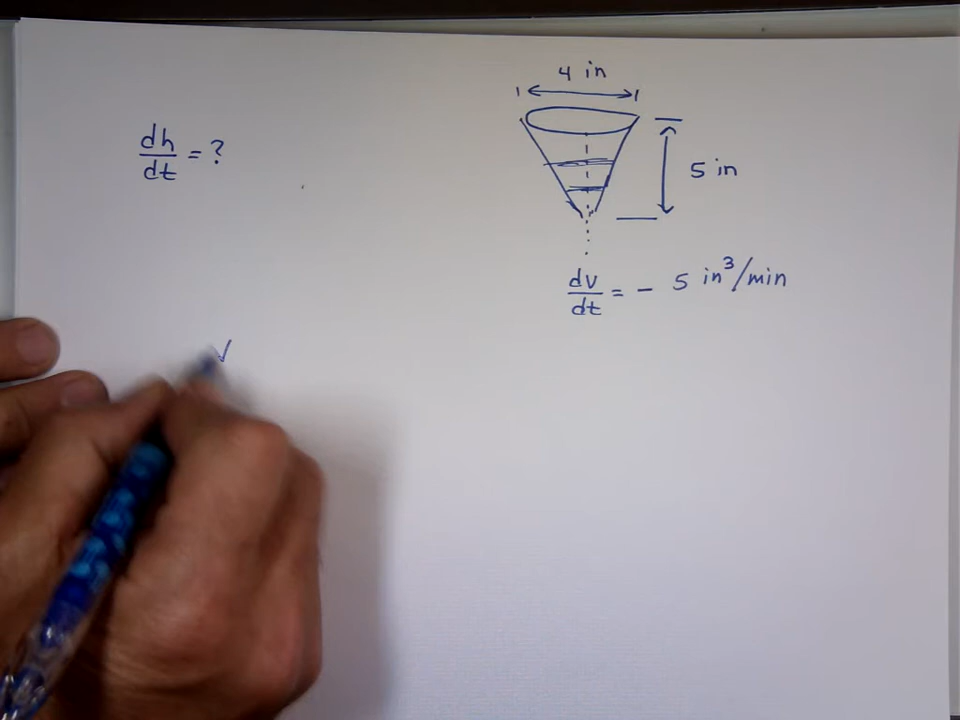 4 in
dh/dt = ?
5 in
dv/dt = - 5 in³/min
V